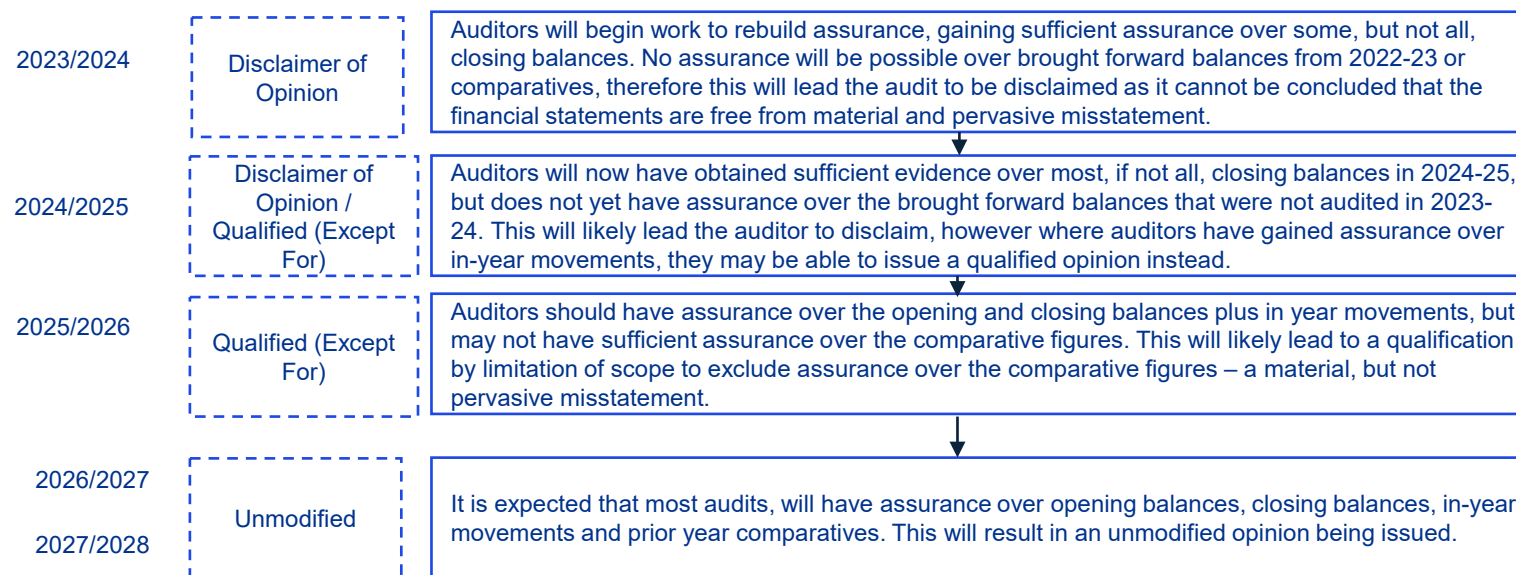 2023/2024
Disclaimer of
Opinion
Auditors will begin work to rebuild assurance, gaining sufficient assurance over some, but not all,
closing balances. No assurance will be possible over brought forward balances from 2022-23 or
comparatives, therefore this will lead the audit to be disclaimed as it cannot be concluded that the
financial statements are free from material and pervasive misstatement.
2024/2025
Disclaimer of
Opinion /
Qualified (Except
For)
Auditors will now have obtained sufficient evidence over most, if not all, closing balances in 2024-25,
but does not yet have assurance over the brought forward balances that were not audited in 2023-
24. This will likely lead the auditor to disclaim, however where auditors have gained assurance over
in-year movements, they may be able to issue a qualified opinion instead.
2025/2026
Qualified (Except
For)
Auditors should have assurance over the opening and closing balances plus in year movements, but
may not have sufficient assurance over the comparative figures. This will likely lead to a qualification
by limitation of scope to exclude assurance over the comparative figures – a material, but not
pervasive misstatement.
2026/2027
2027/2028
Unmodified
It is expected that most audits, will have assurance over opening balances, closing balances, in-year
movements and prior year comparatives. This will result in an unmodified opinion being issued.